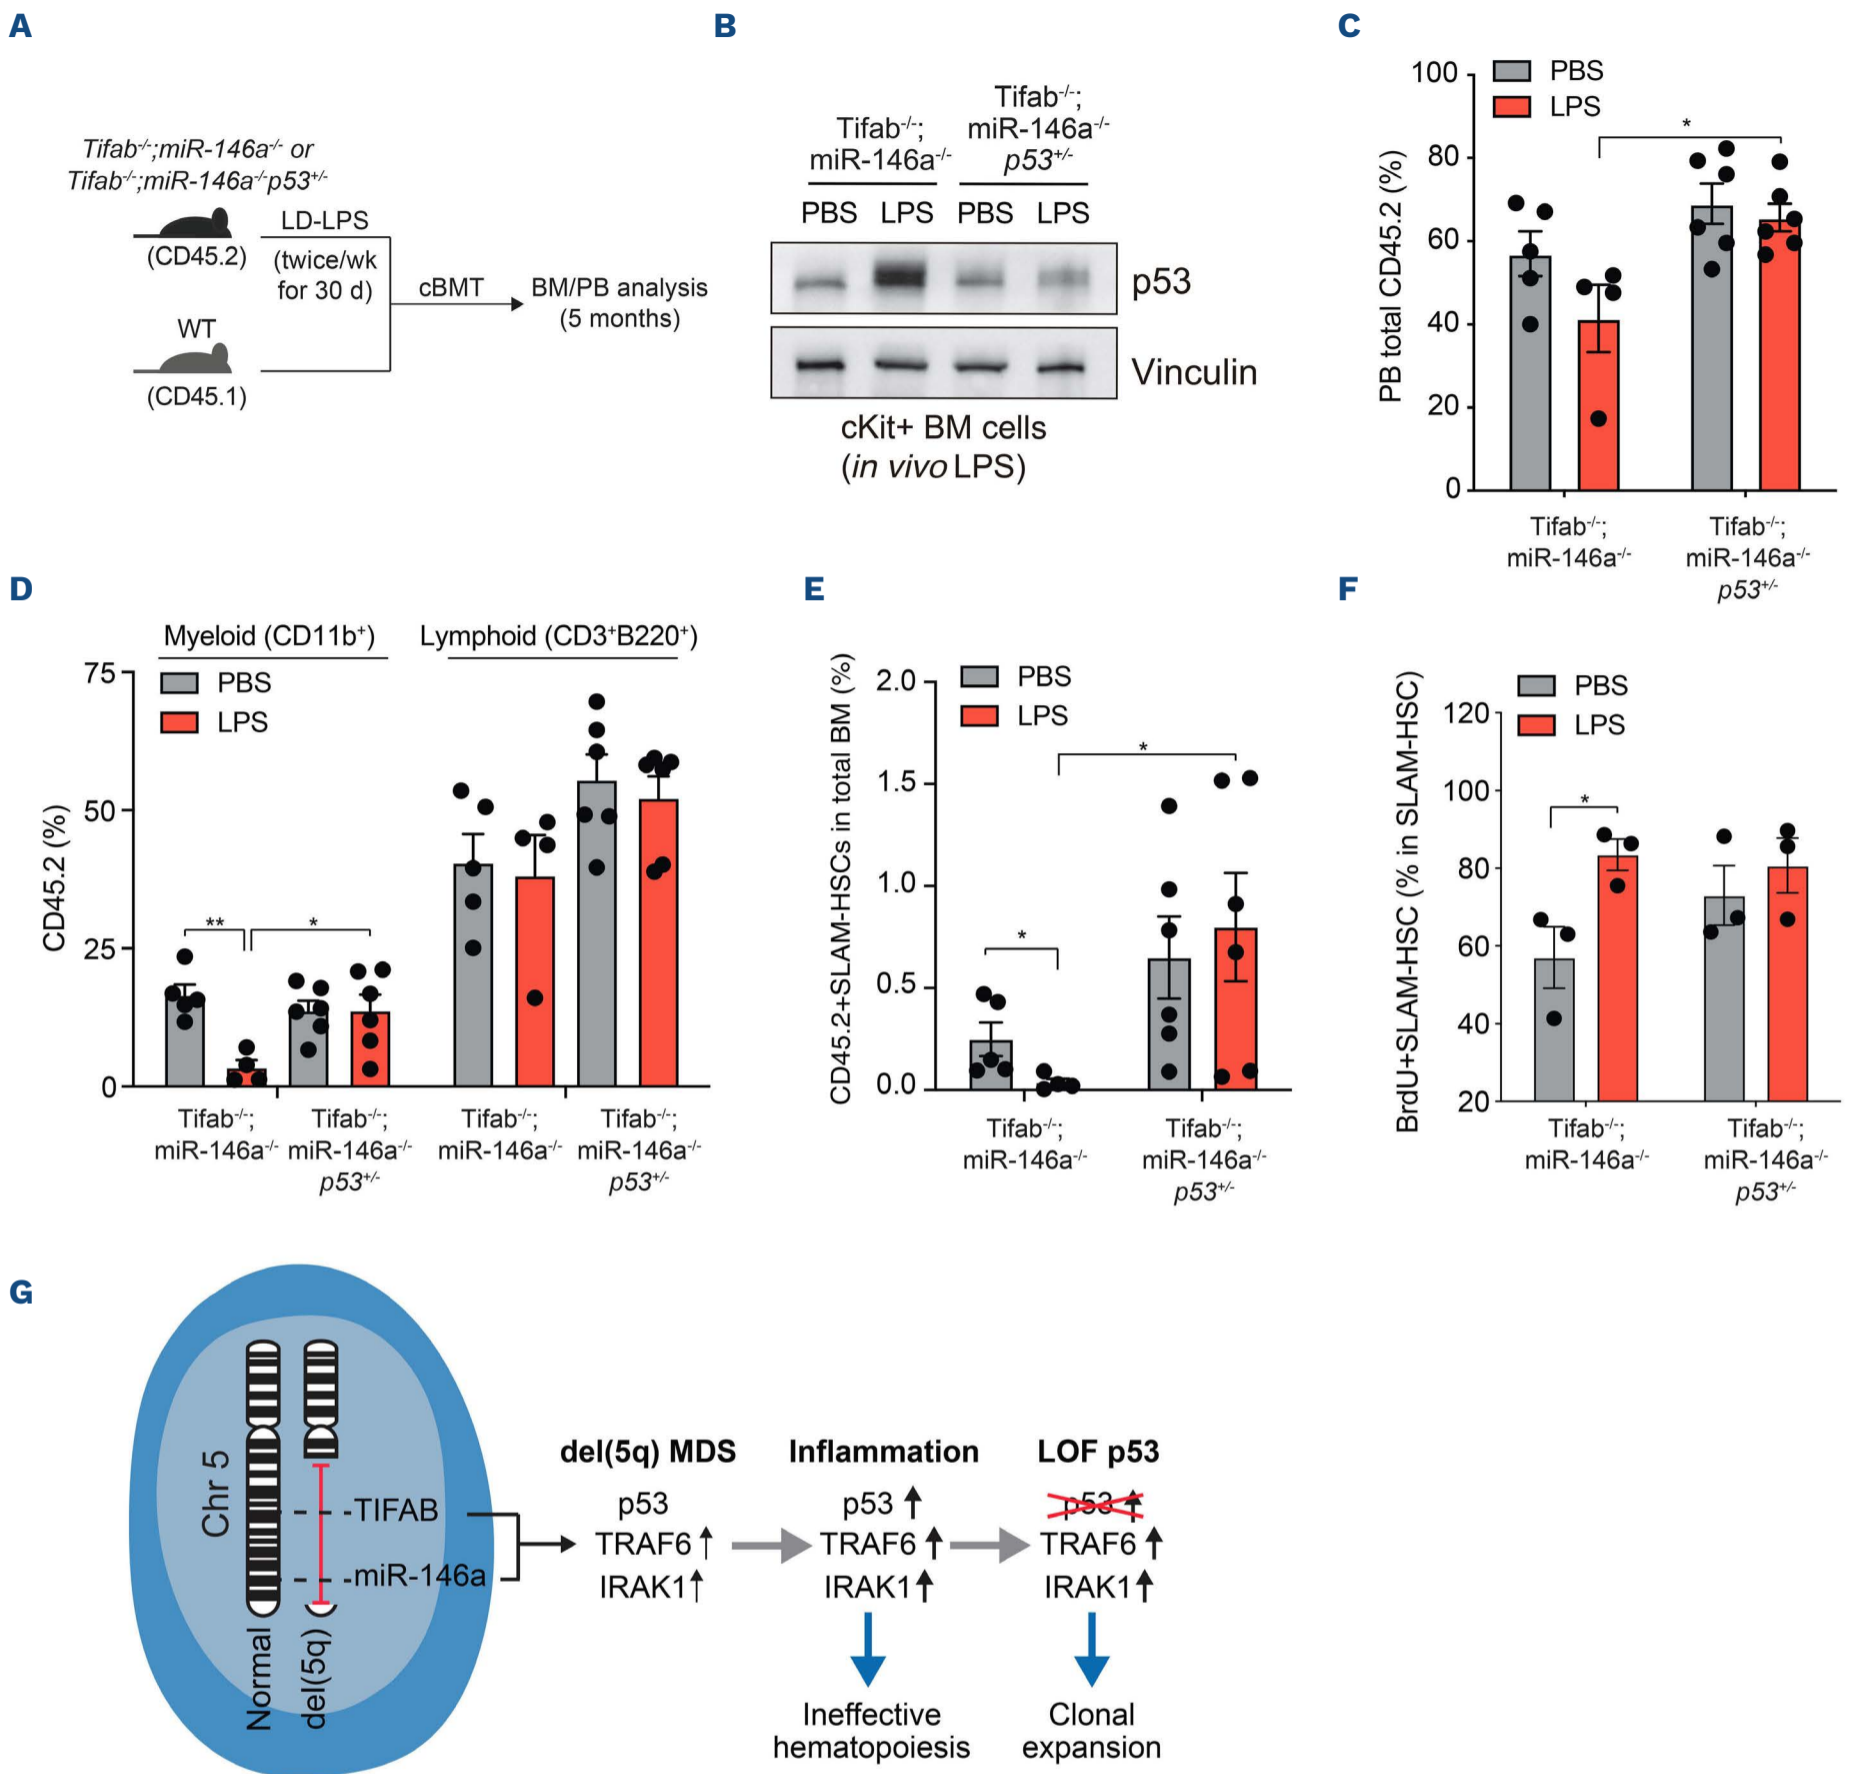 A
Tifab-/-;miR-146a-/- or
Tifab-/-;miR-146a-/-p53+/-
(CD45.2)
LD-LPS
(twice/wk
for 30 d)
WT
(CD45.1)
cBMT
BM/PB analysis
(5 months)
B
Tifab-/-;
miR-146a-/-
Tifab-/-;
miR-146a-/-
p53+/-
PBS LPS PBS LPS
p53
Vinculin
cKit+ BM cells
(in vivo LPS)
C
PBS
LPS
PB total CD45.2 (%)
100
80
60
40
20
0
*
Tifab-/-;
miR-146a-/-
Tifab-/-;
miR-146a-/-
p53+/-
D
Myeloid (CD11b+)
Lymphoid (CD3+B220+)
PBS
LPS
CD45.2 (%)
75
50
25
0
**
*
Tifab-/-;
miR-146a-/-
Tifab-/-;
miR-146a-/-
p53+/-
Tifab-/-;
miR-146a-/-
Tifab-/-;
miR-146a-/-
p53+/-
E
PBS
LPS
CD45.2+SLAM-HSCs in total BM (%)
2.0
1.5
1.0
0.5
0.0
*
*
Tifab-/-;
miR-146a-/-
Tifab-/-;
miR-146a-/-
p53+/-
F
PBS
LPS
BrdU+SLAM-HSC (% in SLAM-HSC)
120
100
80
60
40
20
*
Tifab-/-;
miR-146a-/-
Tifab-/-;
miR-146a-/-
p53+/-
G
Chr 5
Normal
del(5q)
TIFAB
miR-146a
del(5q) MDS
p53
TRAF6↑
IRAK1↑
Inflammation
p53↑
TRAF6↑
IRAK1↑
Ineffective
hematopoiesis
LOF p53
p53↑
TRAF6↑
IRAK1↑
Clonal
expansion